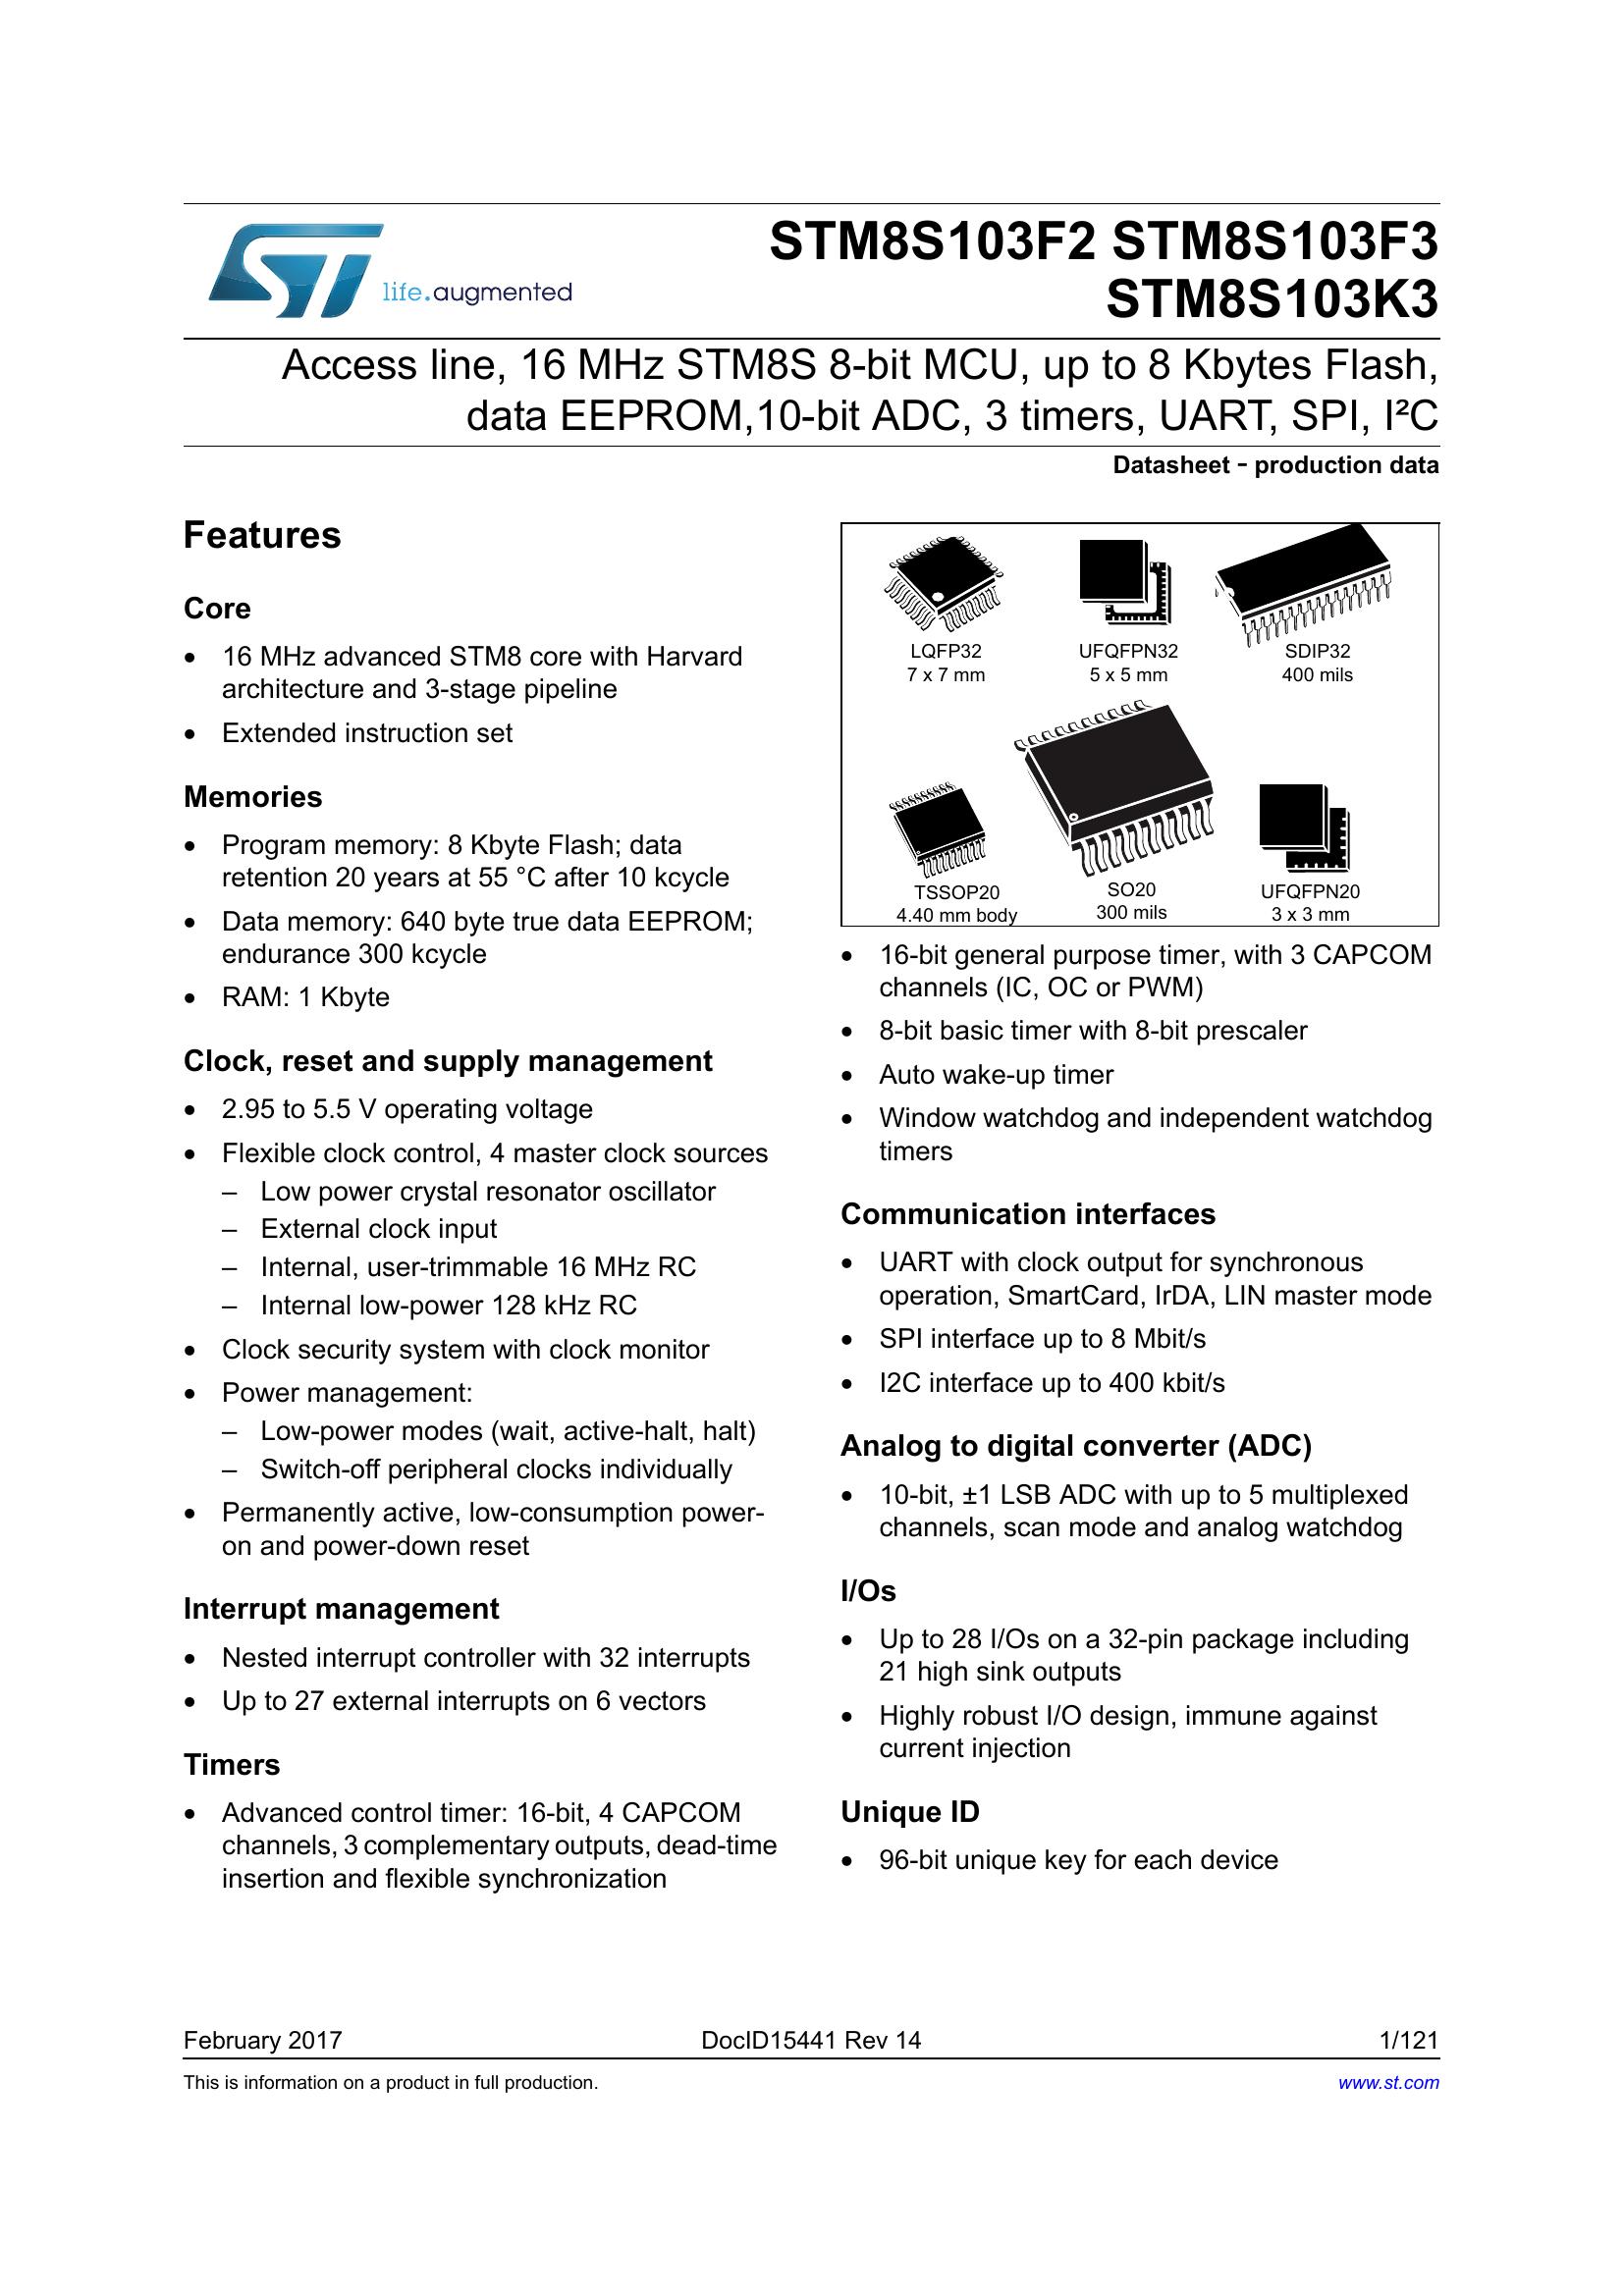 life.augmented
STM8S103F2 STM8S103F3
STM8S103K3
Access line, 16 MHz STM8S 8-bit MCU, up to 8 Kbytes Flash,
data EEPROM,10-bit ADC, 3 timers, UART, SPI, I²C
Datasheet - production data
Features
Core
• 16 MHz advanced STM8 core with Harvard
architecture and 3-stage pipeline
• Extended instruction set
Memories
• Program memory: 8 Kbyte Flash; data
retention 20 years at 55 °C after 10 kcycle
• Data memory: 640 byte true data EEPROM;
endurance 300 kcycle
• RAM: 1 Kbyte
Clock, reset and supply management
• 2.95 to 5.5 V operating voltage
• Flexible clock control, 4 master clock sources
– Low power crystal resonator oscillator
– External clock input
– Internal, user-trimmable 16 MHz RC
– Internal low-power 128 kHz RC
• Clock security system with clock monitor
• Power management:
– Low-power modes (wait, active-halt, halt)
– Switch-off peripheral clocks individually
• Permanently active, low-consumption power-
on and power-down reset
Interrupt management
• Nested interrupt controller with 32 interrupts
• Up to 27 external interrupts on 6 vectors
Timers
• Advanced control timer: 16-bit, 4 CAPCOM
channels, 3 complementary outputs, dead-time
insertion and flexible synchronization
LQFP32 UFQFPN32 SDIP32
7 x 7 mm 5 x 5 mm 400 mils
TSSOP20 SO20 UFQFPN20
4.40 mm body 300 mils 3 x 3 mm
• 16-bit general purpose timer, with 3 CAPCOM
channels (IC, OC or PWM)
• 8-bit basic timer with 8-bit prescaler
• Auto wake-up timer
• Window watchdog and independent watchdog
timers
Communication interfaces
• UART with clock output for synchronous
operation, SmartCard, IrDA, LIN master mode
• SPI interface up to 8 Mbit/s
• I2C interface up to 400 kbit/s
Analog to digital converter (ADC)
• 10-bit, ±1 LSB ADC with up to 5 multiplexed
channels, scan mode and analog watchdog
I/Os
• Up to 28 I/Os on a 32-pin package including
21 high sink outputs
• Highly robust I/O design, immune against
current injection
Unique ID
• 96-bit unique key for each device
February 2017 DocID15441 Rev 14 1/121
This is information on a product in full production. www.st.com